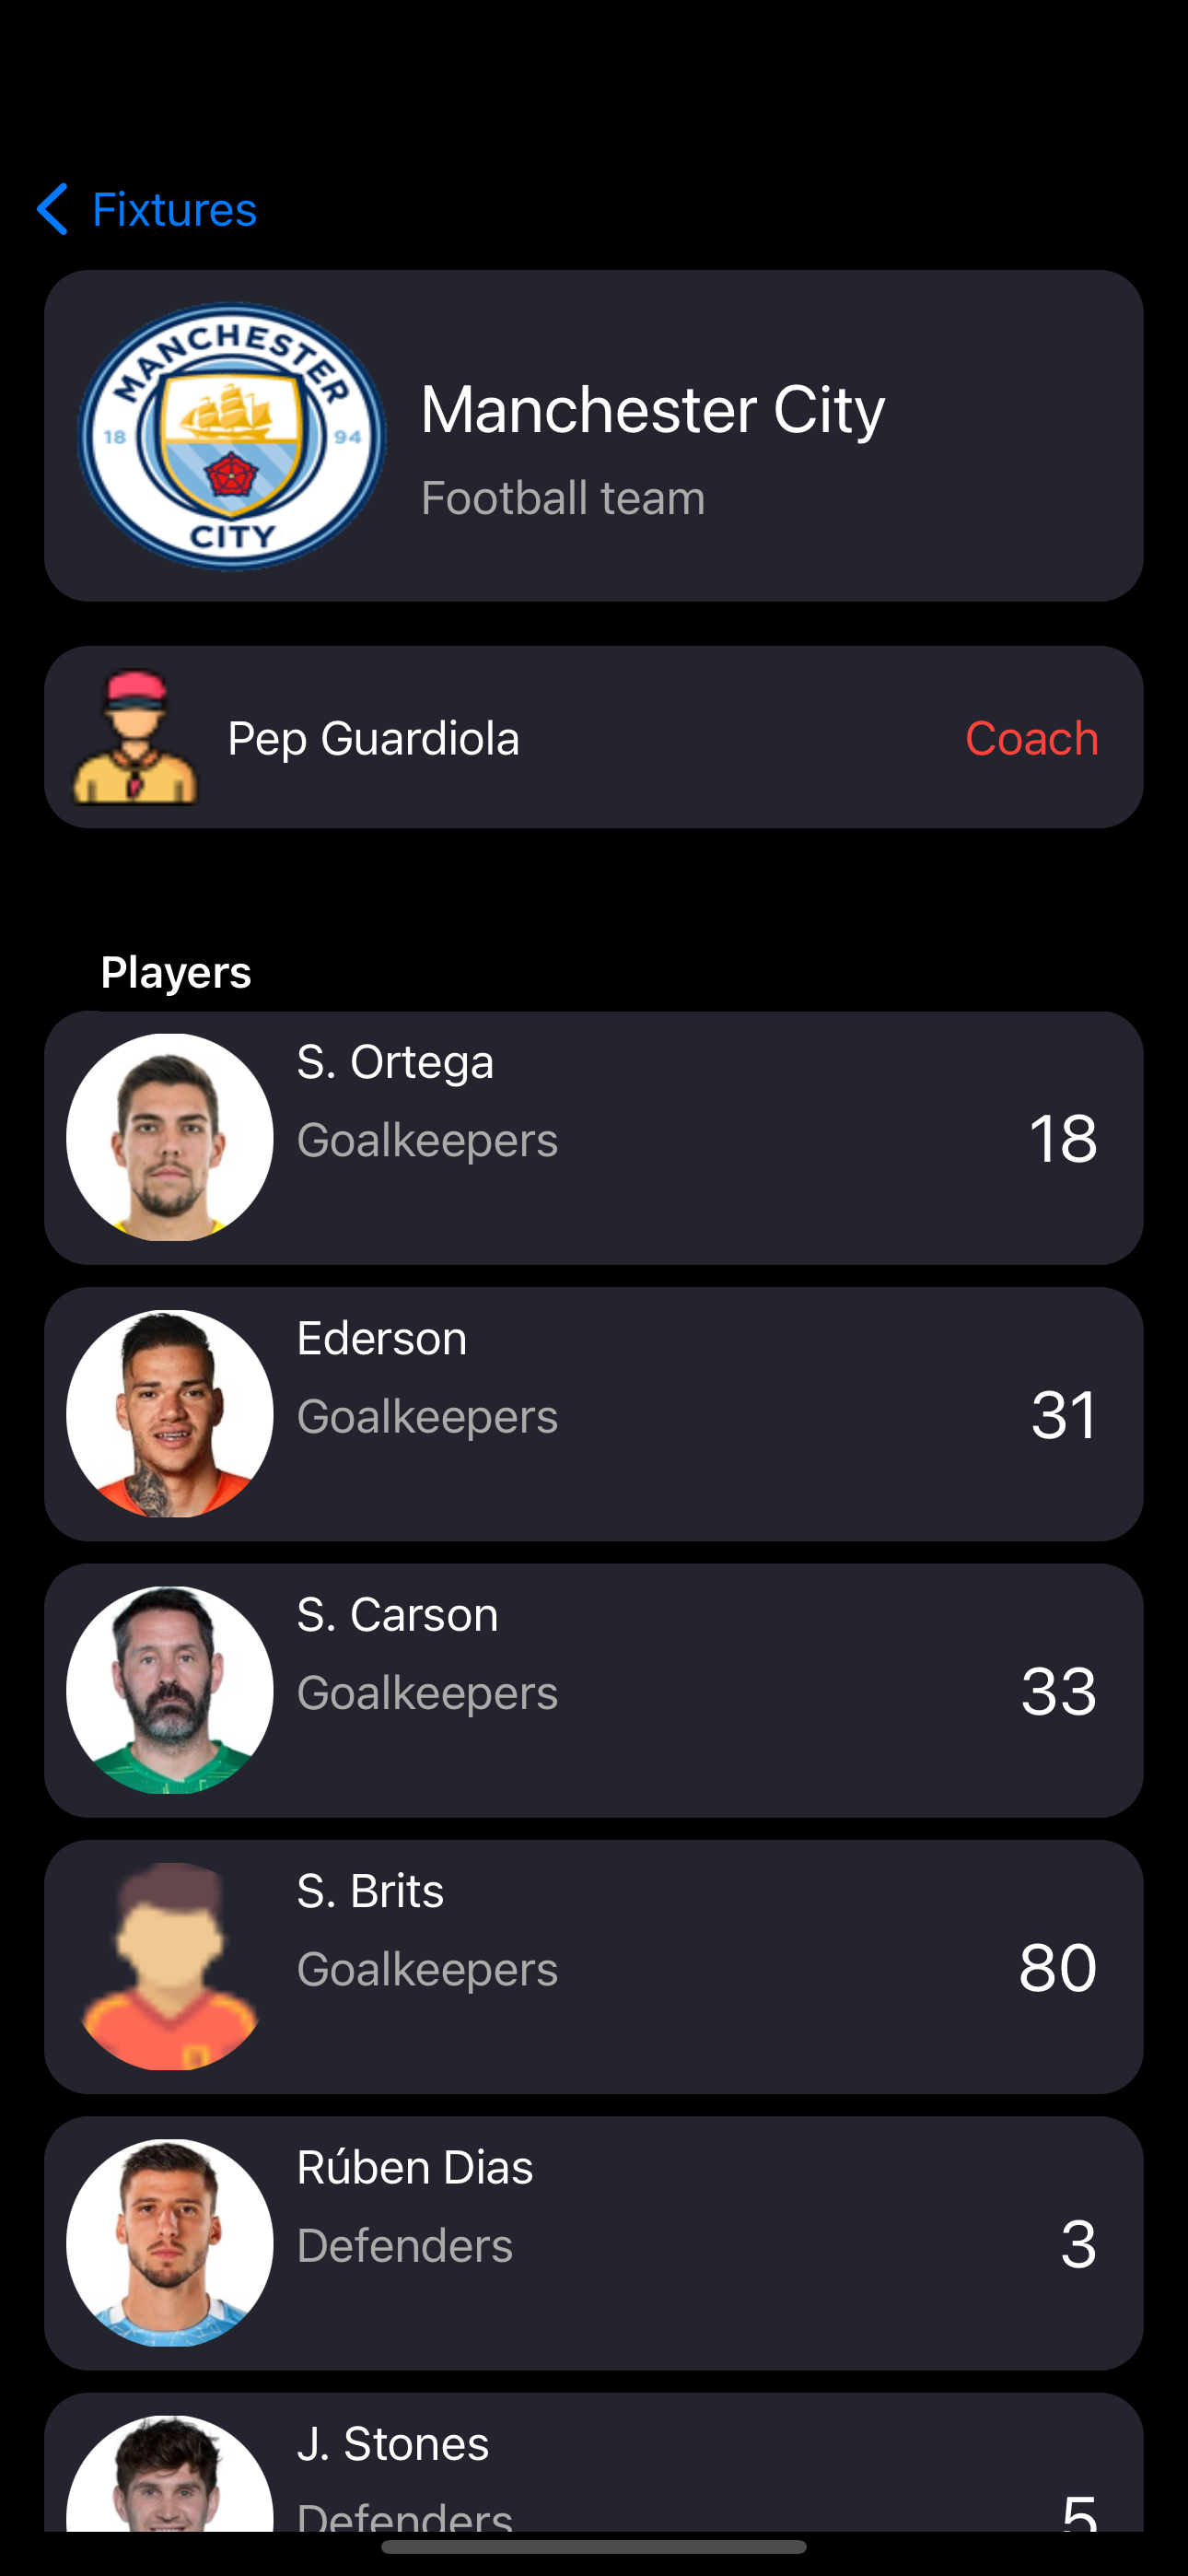 Fixtures
MANCHESTER
18 94
CITY
Manchester City
Football team
Pep Guardiola
Coach
Players
S. Ortega
Goalkeepers
18
Ederson
Goalkeepers
31
S. Carson
Goalkeepers
33
S. Brits
Goalkeepers
80
Rúben Dias
Defenders
3
J. Stones
Defenders
5